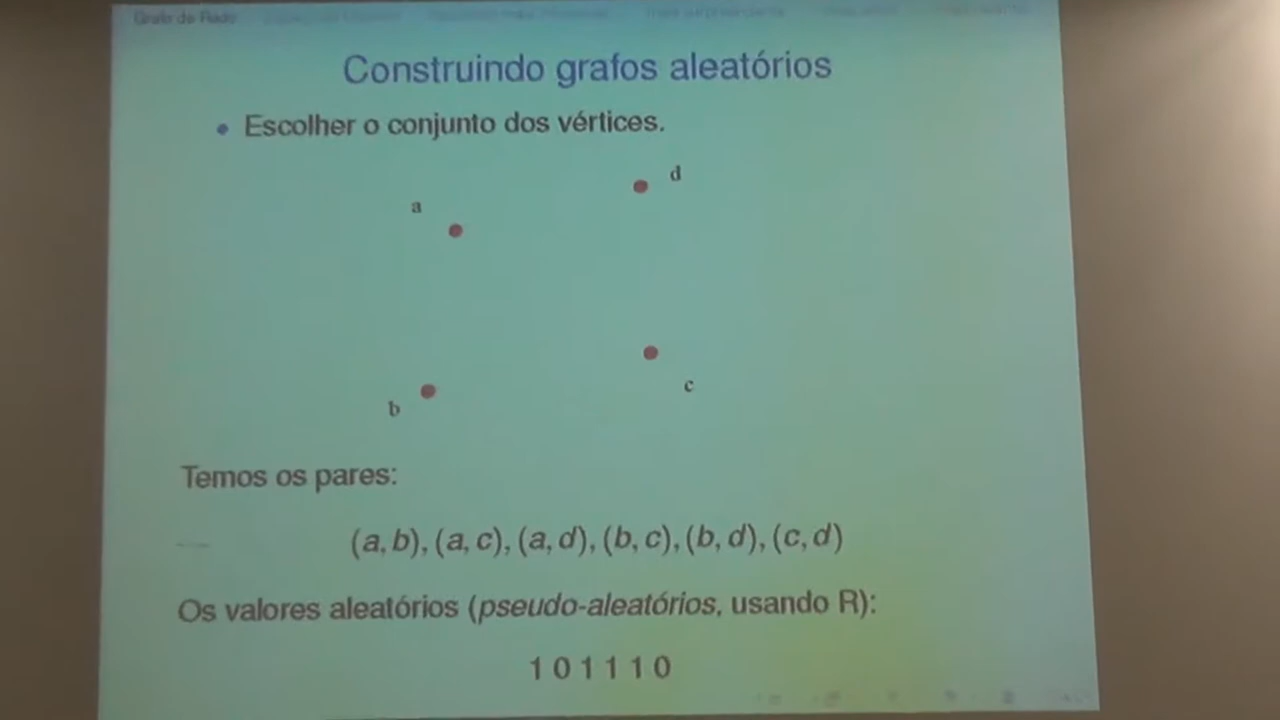 Grafo de Rado
Construindo grafos aleatórios
• Escolher o conjunto dos vértices.
d
a
c
b
Temos os pares:
(a, b), (a, c), (a, d), (b, c), (b, d), (c, d)
Os valores aleatórios (pseudo-aleatórios, usando R):
1 0 1 1 1 0